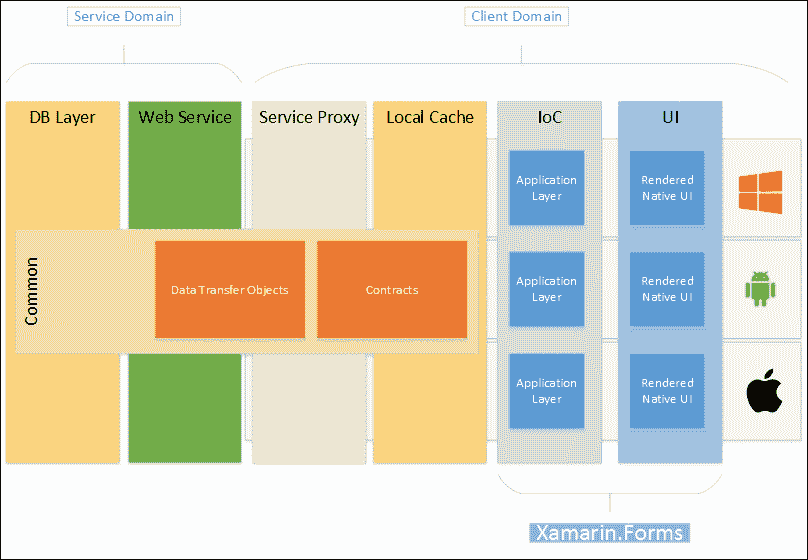 Service Domain
Client Domain
DB Layer
Web Service
Service Proxy
Local Cache
IoC
UI
Application
Layer
Rendered
Native UI
Common
Data Transfer Objects
Contracts
Application
Layer
Rendered
Native UI
Application
Layer
Rendered
Native UI
Xamarin.Forms